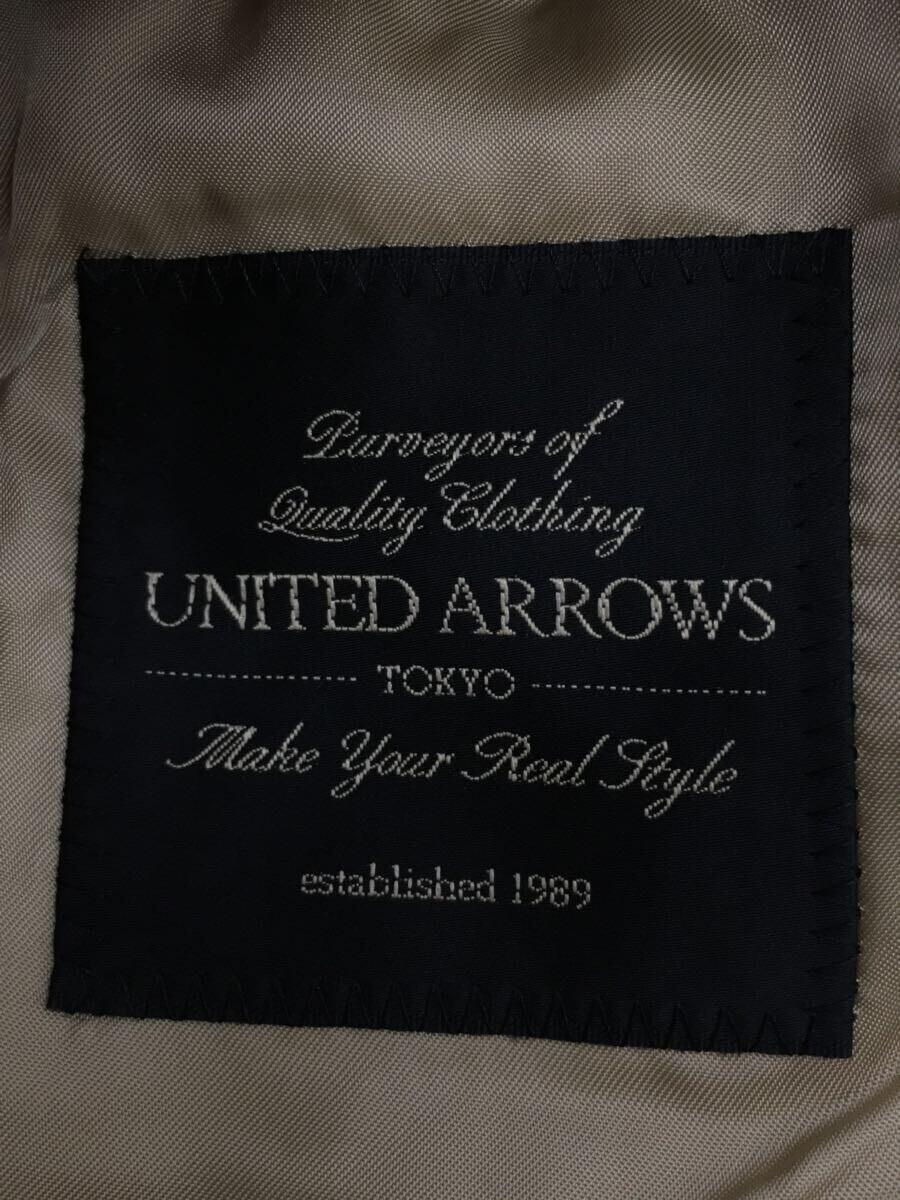 Purveyors of
Quality Clothing
UNITED ARROWS
TOKYO
Make Your Real Style
established 1989